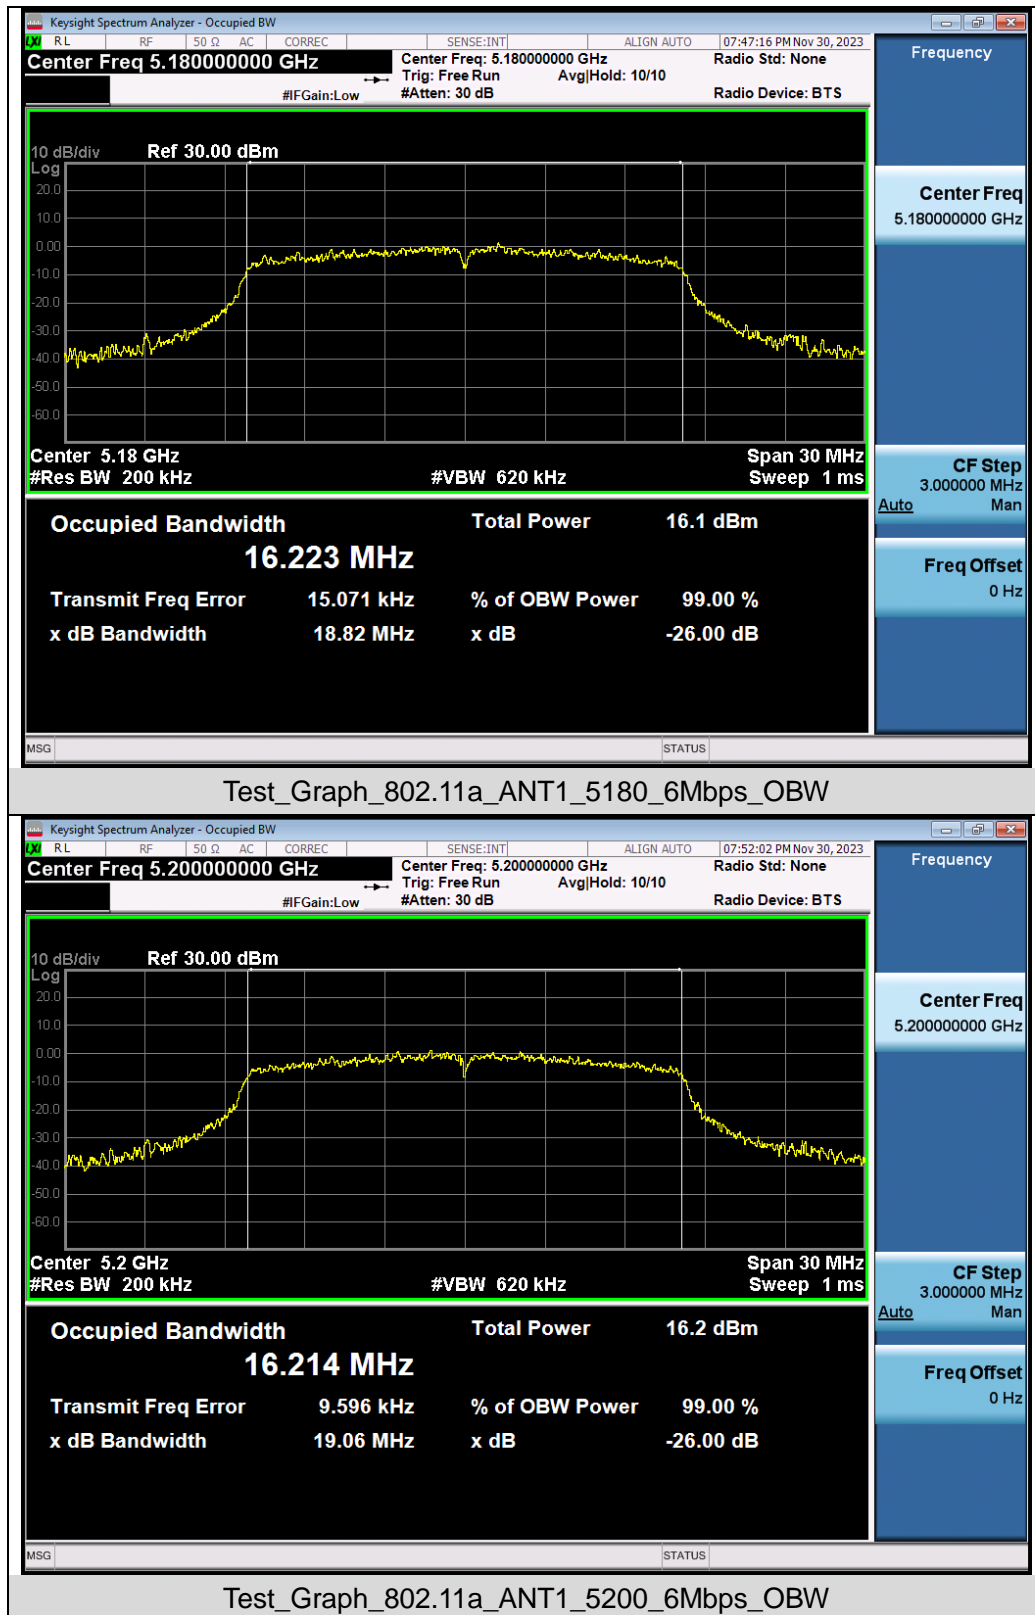 Keysight Spectrum Analyzer - Occupied BW
LXI RL RF 50 Ω AC CORREC SENSE:INT ALIGN AUTO 07:47:16 PM Nov 30, 2023
Center Freq 5.180000000 GHz
Center Freq: 5.180000000 GHz Radio Std: None
Trig: Free Run Avg|Hold: 10/10
#IFGain:Low #Atten: 30 dB Radio Device: BTS
Frequency
10 dB/div Ref 30.00 dBm
Log
20.0
10.0
0.00
-10.0
-20.0
-30.0
-40.0
-50.0
-60.0
Center 5.18 GHz Span 30 MHz
#Res BW 200 kHz #VBW 620 kHz Sweep 1 ms
Center Freq
5.180000000 GHz
CF Step
3.000000 MHz
Auto Man
Freq Offset
0 Hz
Occupied Bandwidth Total Power 16.1 dBm
16.223 MHz
Transmit Freq Error 15.071 kHz % of OBW Power 99.00 %
x dB Bandwidth 18.82 MHz x dB -26.00 dB
MSG STATUS
Test_Graph_802.11a_ANT1_5180_6Mbps_OBW
Keysight Spectrum Analyzer - Occupied BW
LXI RL RF 50 Ω AC CORREC SENSE:INT ALIGN AUTO 07:52:02 PM Nov 30, 2023
Center Freq 5.200000000 GHz
Center Freq: 5.200000000 GHz Radio Std: None
Trig: Free Run Avg|Hold: 10/10
#IFGain:Low #Atten: 30 dB Radio Device: BTS
Frequency
10 dB/div Ref 30.00 dBm
Log
20.0
10.0
0.00
-10.0
-20.0
-30.0
-40.0
-50.0
-60.0
Center 5.2 GHz Span 30 MHz
#Res BW 200 kHz #VBW 620 kHz Sweep 1 ms
Center Freq
5.200000000 GHz
CF Step
3.000000 MHz
Auto Man
Freq Offset
0 Hz
Occupied Bandwidth Total Power 16.2 dBm
16.214 MHz
Transmit Freq Error 9.596 kHz % of OBW Power 99.00 %
x dB Bandwidth 19.06 MHz x dB -26.00 dB
MSG STATUS
Test_Graph_802.11a_ANT1_5200_6Mbps_OBW